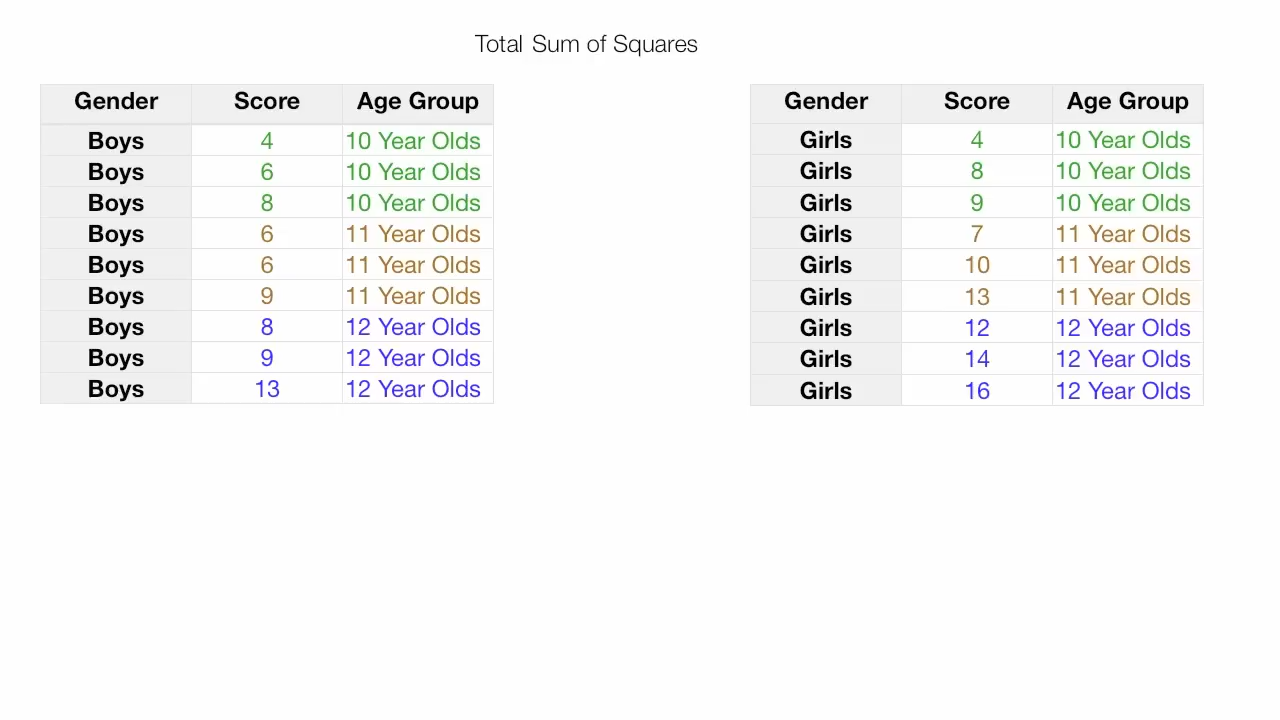 Total Sum of Squares
Gender Score Age Group
Boys 4 10 Year Olds
Boys 6 10 Year Olds
Boys 8 10 Year Olds
Boys 6 11 Year Olds
Boys 6 11 Year Olds
Boys 9 11 Year Olds
Boys 8 12 Year Olds
Boys 9 12 Year Olds
Boys 13 12 Year Olds
Gender Score Age Group
Girls 4 10 Year Olds
Girls 8 10 Year Olds
Girls 9 10 Year Olds
Girls 7 11 Year Olds
Girls 10 11 Year Olds
Girls 13 11 Year Olds
Girls 12 12 Year Olds
Girls 14 12 Year Olds
Girls 16 12 Year Olds